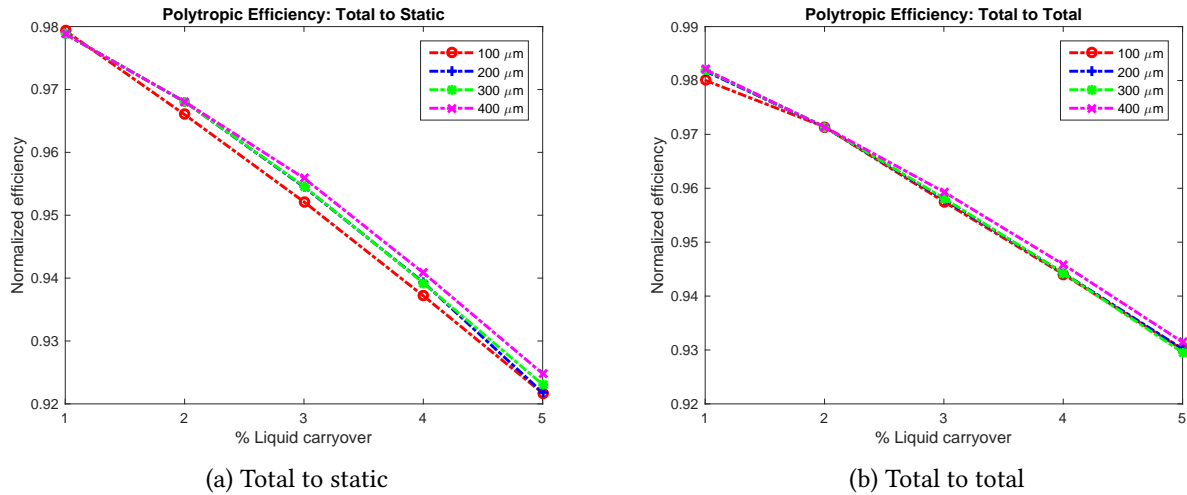 Polytropic Efficiency: Total to Static
0.98
0.97
0.96
0.95
0.94
0.93
0.92
Normalized efficiency
1
2
3
4
5
% Liquid carryover
100 μm
200 μm
300 μm
400 μm
(a) Total to static
Polytropic Efficiency: Total to Total
0.99
0.98
0.97
0.96
0.95
0.94
0.93
0.92
Normalized efficiency
1
2
3
4
5
% Liquid carryover
100 μm
200 μm
300 μm
400 μm
(b) Total to total